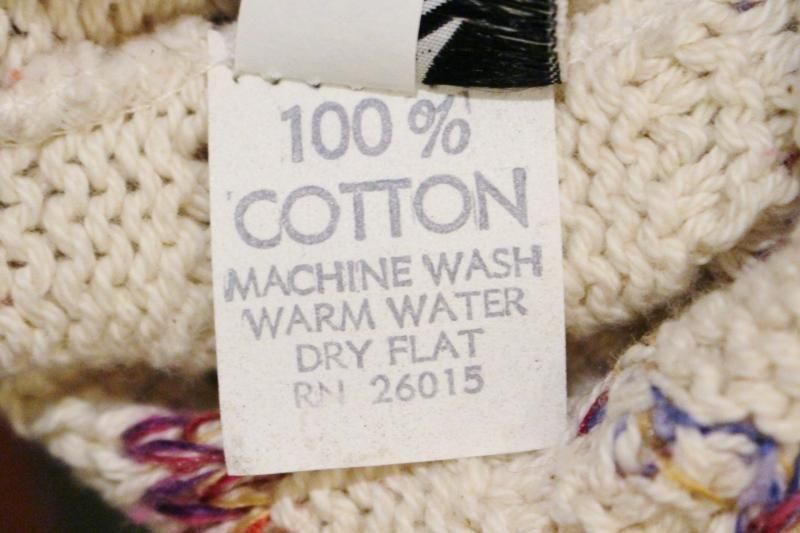 100%
COTTON
MACHINE WASH
WARM WATER
DRY FLAT
RN 26015